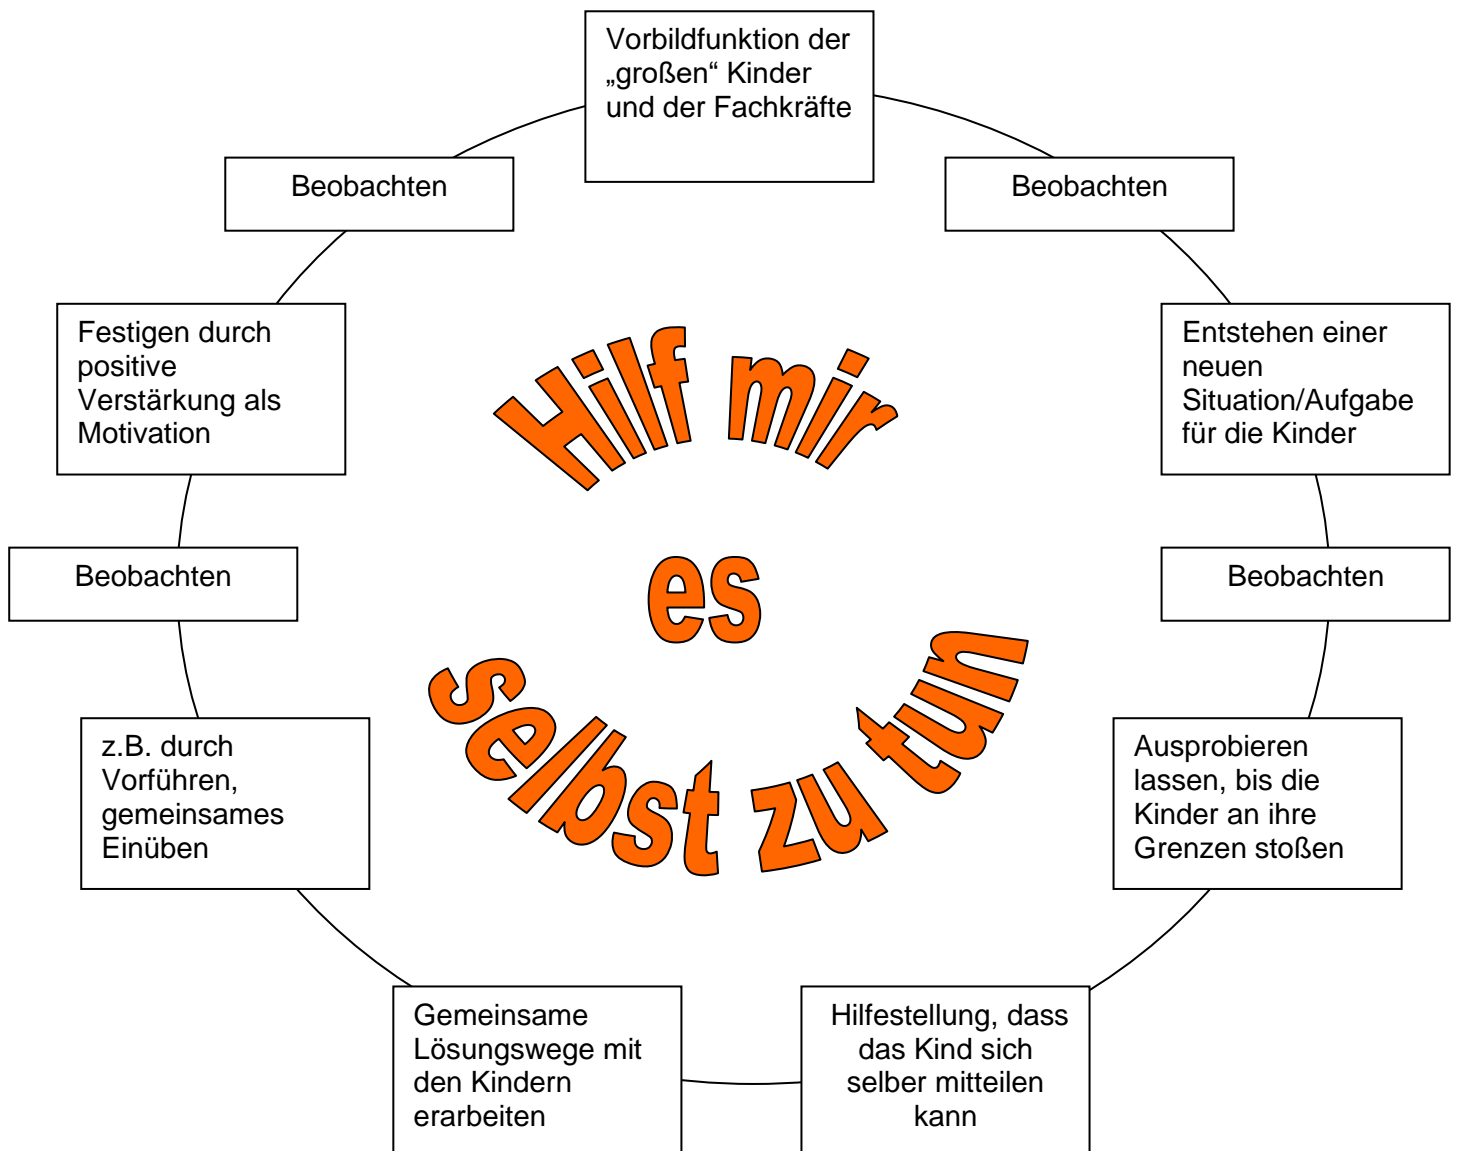 Vorbildfunktion der
„großen“ Kinder
und der Fachkräfte
Beobachten
Beobachten
Festigen durch
positive
Verstärkung als
Motivation
Entstehen einer
neuen
Situation/Aufgabe
für die Kinder
Hilf mir
es
selbst zu tun
Beobachten
Beobachten
z.B. durch
Vorführen,
gemeinsames
Einüben
Ausprobieren
lassen, bis die
Kinder an ihre
Grenzen stoßen
Gemeinsame
Lösungswege mit
den Kindern
erarbeiten
Hilfestellung, dass
das Kind sich
selber mitteilen
kann